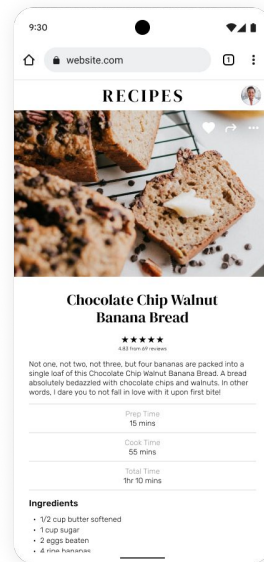 9:30
website.com
1
RECIPES
Chocolate Chip Walnut
Banana Bread
★★★★★
4.83 from 69 reviews
Not one, not two, not three, but four bananas are packed into a
single loaf of this Chocolate Chip Walnut Banana Bread. A bread
absolutely bedazzled with chocolate chips and walnuts. In other
words, I dare you to not fall in love with it upon first bite!
Prep Time
15 mins
Cook Time
55 mins
Total Time
1hr 10 mins
Ingredients
• 1/2 cup butter softened
• 1 cup sugar
• 2 eggs beaten
• 4 ripe bananas